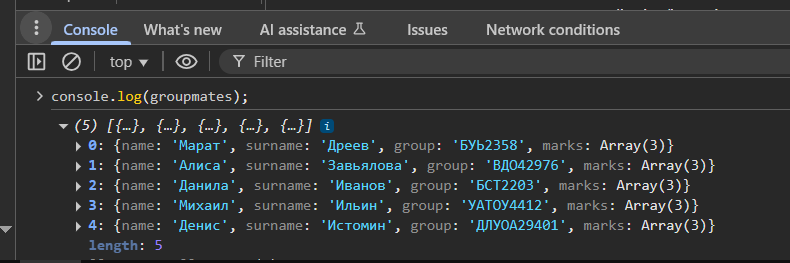 Console What's new AI assistance Issues Network conditions
top ▼ Filter
> console.log(groupmates);
▼ (5) [{…}, {…}, {…}, {…}, {…}] i
▶ 0: {name: 'Марат', surname: 'Дреев', group: 'БУЬ2358', marks: Array(3)}
▶ 1: {name: 'Алиса', surname: 'Завьялова', group: 'ВДО42976', marks: Array(3)}
▶ 2: {name: 'Данила', surname: 'Иванов', group: 'БСТ2203', marks: Array(3)}
▶ 3: {name: 'Михаил', surname: 'Ильин', group: 'УАТОУ4412', marks: Array(3)}
▶ 4: {name: 'Денис', surname: 'Истомин', group: 'ДЛУОА29401', marks: Array(3)}
length: 5